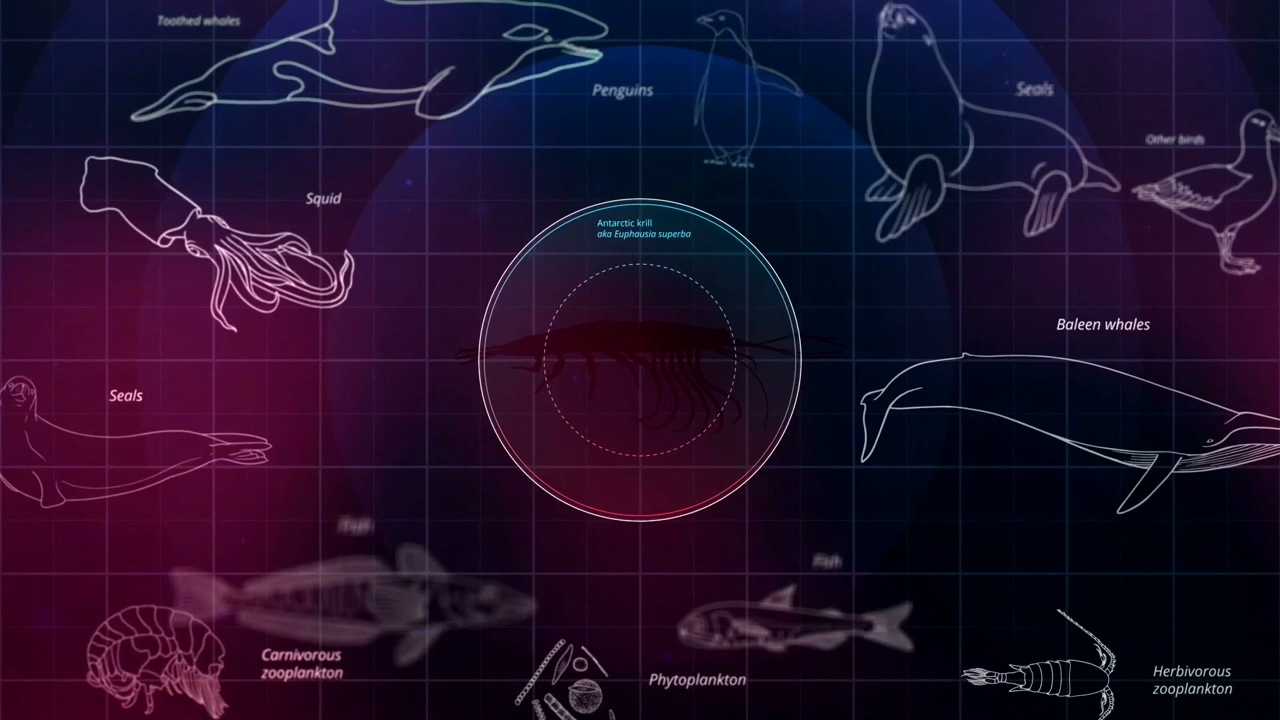 Toothed whales
Penguins
Seals
Other birds
Squid
Antarctic krill
aka Euphausia superba
Baleen whales
Seals
Fish
Fish
Carnivorous
zooplankton
Phytoplankton
Herbivorous
zooplankton